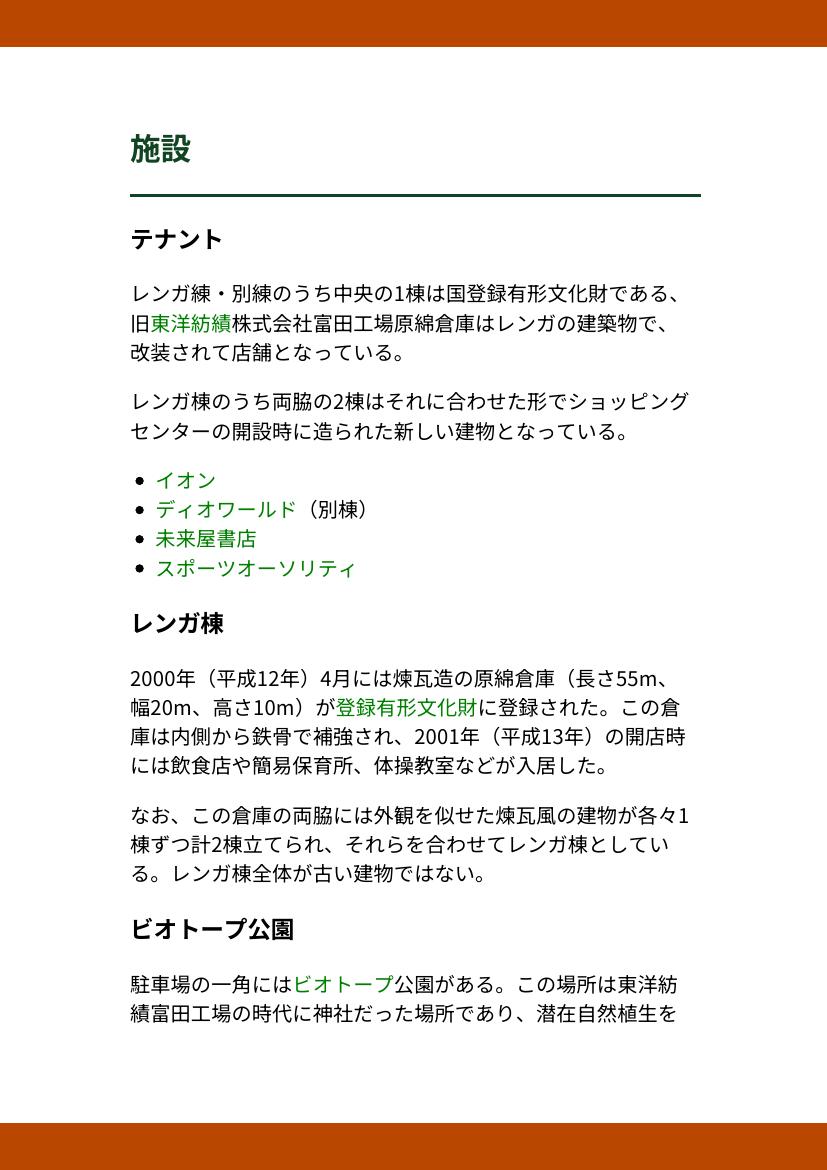 施設
テナント
レンガ練・別練のうち中央の1棟は国登録有形文化財である、
旧東洋紡績株式会社富田工場原綿倉庫はレンガの建築物で、
改装されて店舗となっている。
レンガ棟のうち両脇の2棟はそれに合わせた形でショッピング
センターの開設時に造られた新しい建物となっている。
• イオン
• ディオワールド（別棟）
• 未来屋書店
• スポーツオーソリティ
レンガ棟
2000年（平成12年）4月には煉瓦造の原綿倉庫（長さ55m、
幅20m、高さ10m）が登録有形文化財に登録された。この倉
庫は内側から鉄骨で補強され、2001年（平成13年）の開店時
には飲食店や簡易保育所、体操教室などが入居した。
なお、この倉庫の両脇には外観を似せた煉瓦風の建物が各々1
棟ずつ計2棟立てられ、それらを合わせてレンガ棟としてい
る。レンガ棟全体が古い建物ではない。
ビオトープ公園
駐車場の一角にはビオトープ公園がある。この場所は東洋紡
績富田工場の時代に神社だった場所であり、潜在自然植生を